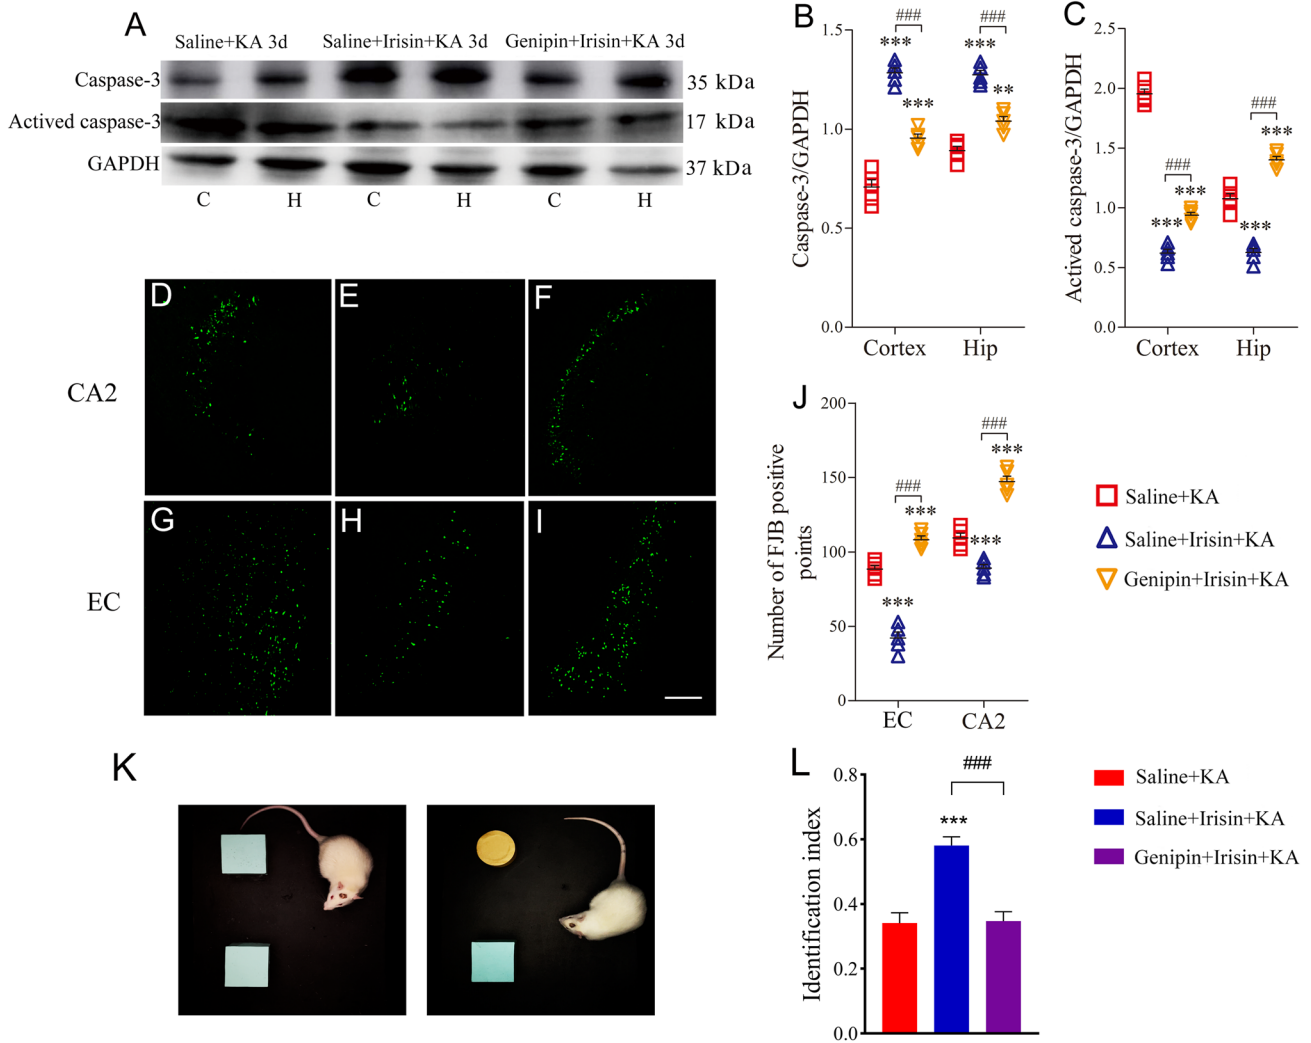 A
Saline+KA 3d
Saline+Irisin+KA 3d
Genipin+Irisin+KA 3d
Caspase-3
35 kDa
Actived caspase-3
17 kDa
GAPDH
37 kDa
C
H
C
H
C
H
B
Caspase-3/GAPDH
1.5
1.0
0.5
0.0
###
***
***
###
***
**
Cortex
Hip
C
Actived caspase-3/GAPDH
2.5
2.0
1.5
1.0
0.5
0.0
###
***
***
###
***
***
Cortex
Hip
CA2
D
E
F
EC
G
H
I
J
Number of FJB positive
points
200
150
100
50
0
###
***
***
###
***
***
EC
CA2
Saline+KA
Saline+Irisin+KA
Genipin+Irisin+KA
K
L
Identification index
0.8
0.6
0.4
0.2
0.0
###
***
Saline+KA
Saline+Irisin+KA
Genipin+Irisin+KA